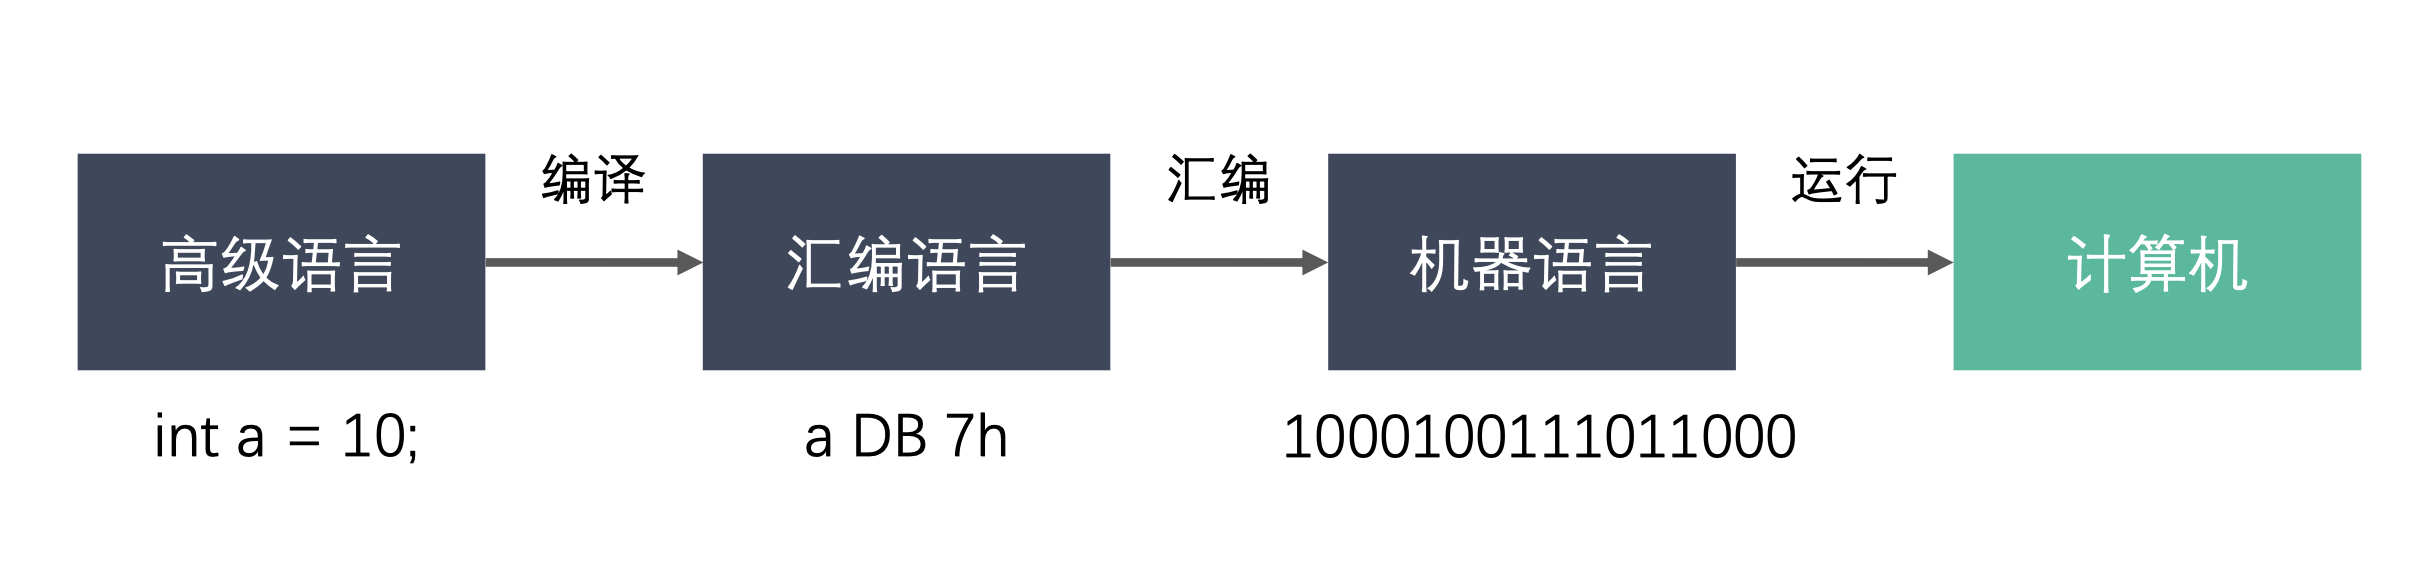 编译
汇编
运行
高级语言
汇编语言
机器语言
计算机
int a = 10;
a DB 7h
1000100111011000